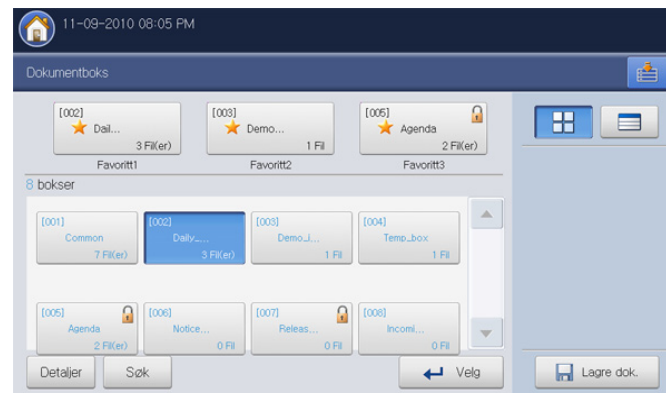 11-09-2010 08:05 PM
Dokumentboks
[002] [003] [005]
Dail... Demo... Agenda
3 Fil(er) 1 Fil 2 Fil(er)
Favoritt1 Favoritt2 Favoritt3
8 bokser
[001] [002] [003] [004]
Common Daily_... Demo_i... Temp_box
7 Fil(er) 3 Fil(er) 1 Fil 1 Fil
[005] [006] [007] [008]
Agenda Notice... Releas... Incomi...
2 Fil(er) 0 Fil 0 Fil 0 Fil
Detaljer Søk Velg Lagre dok.